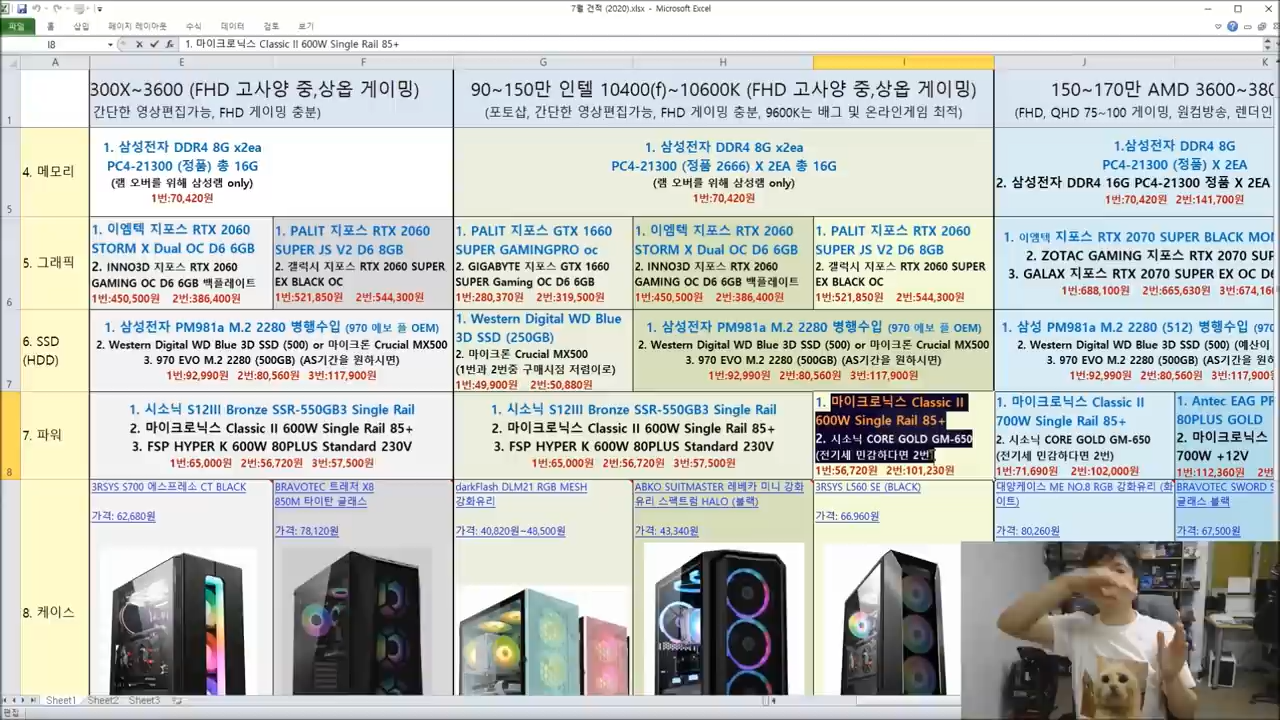 7월 견적 (2020).xlsx - Microsoft Excel
파일 홈 삽입 페이지 레이아웃 수식 데이터 검토 보기
I8 fx 1. 마이크로닉스 Classic II 600W Single Rail 85+
A E F G H I J K
1
300X~3600 (FHD 고사양 중,상옵 게이밍)
간단한 영상편집가능, FHD 게이밍 충분)
90~150만 인텔 10400(f)~10600K (FHD 고사양 중,상옵 게이밍)
(포토샵, 간단한 영상편집가능, FHD 게이밍 충분, 9600K는 배그 및 온라인게임 최적)
150~170만 AMD 3600~380
(FHD, QHD 75~100 게이밍, 원컴방송, 렌더인
5
4. 메모리
1. 삼성전자 DDR4 8G x2ea
PC4-21300 (정품) 총 16G
(램 오버를 위해 삼성램 only)
1번:70,420원
1. 삼성전자 DDR4 8G x2ea
PC4-21300 (정품 2666) X 2EA 총 16G
(램 오버를 위해 삼성램 only)
1번:70,420원
1.삼성전자 DDR4 8G
PC4-21300 (정품) X 2EA
2. 삼성전자 DDR4 16G PC4-21300 정품 X 2EA
1번:70,420원 2번:141,700원
6
5. 그래픽
1. 이엠텍 지포스 RTX 2060
STORM X Dual OC D6 6GB
2. INNO3D 지포스 RTX 2060
GAMING OC D6 6GB 백플레이트
1번:450,500원 2번:386,400원
1. PALIT 지포스 RTX 2060
SUPER JS V2 D6 8GB
2. 갤럭시 지포스 RTX 2060 SUPER
EX BLACK OC
1번:521,850원 2번:544,300원
1. PALIT 지포스 GTX 1660
SUPER GAMINGPRO oc
2. GIGABYTE 지포스 GTX 1660
SUPER Gaming OC D6 6GB
1번:280,370원 2번:319,500원
1. 이엠텍 지포스 RTX 2060
STORM X Dual OC D6 6GB
2. INNO3D 지포스 RTX 2060
GAMING OC D6 6GB 백플레이트
1번:450,500원 2번:386,400원
1. PALIT 지포스 RTX 2060
SUPER JS V2 D6 8GB
2. 갤럭시 지포스 RTX 2060 SUPER
EX BLACK OC
1번:521,850원 2번:544,300원
1. 이엠텍 지포스 RTX 2070 SUPER BLACK MON
2. ZOTAC GAMING 지포스 RTX 2070 SUP
3. GALAX 지포스 RTX 2070 SUPER EX OC D6
1번:688,100원 2번:665,630원 3번:674,16
7
6. SSD
(HDD)
1. 삼성전자 PM981a M.2 2280 병행수입 (970 에보 플 OEM)
2. Western Digital WD Blue 3D SSD (500) or 마이크론 Crucial MX500
3. 970 EVO M.2 2280 (500GB) (AS기간을 원하시면)
1번:92,990원 2번:80,560원 3번:117,900원
1. Western Digital WD Blue
3D SSD (250GB)
2. 마이크론 Crucial MX500
(1번과 2번중 구매시점 저렴이로)
1번:49,900원 2번:50,880원
1. 삼성전자 PM981a M.2 2280 병행수입 (970 에보 플 OEM)
2. Western Digital WD Blue 3D SSD (500) or 마이크론 Crucial MX500
3. 970 EVO M.2 2280 (500GB) (AS기간을 원하시면)
1번:92,990원 2번:80,560원 3번:117,900원
1. 삼성 PM981a M.2 2280 (512) 병행수입 (970
2. Western Digital WD Blue 3D SSD (500) (예산이
3. 970 EVO M.2 2280 (500GB) (AS기간을 원하
1번:92,990원 2번:80,560원 3번:117,900원
8
7. 파워
1. 시소닉 S12III Bronze SSR-550GB3 Single Rail
2. 마이크로닉스 Classic II 600W Single Rail 85+
3. FSP HYPER K 600W 80PLUS Standard 230V
1번:65,000원 2번:56,720원 3번:57,500원
1. 시소닉 S12III Bronze SSR-550GB3 Single Rail
2. 마이크로닉스 Classic II 600W Single Rail 85+
3. FSP HYPER K 600W 80PLUS Standard 230V
1번:65,000원 2번:56,720원 3번:57,500원
1. 마이크로닉스 Classic II
600W Single Rail 85+
2. 시소닉 CORE GOLD GM-650
(전기세 민감하다면 2번)
1번:56,720원 2번:101,230원
1. 마이크로닉스 Classic II
700W Single Rail 85+
2. 시소닉 CORE GOLD GM-650
(전기세 민감하다면 2번)
1번:71,690원 2번:102,000원
1. Antec EAG PR
80PLUS GOLD
2. 마이크로닉스
700W +12V
1번:112,360원 2번
8. 케이스
3RSYS S700 에스프레소 CT BLACK
가격: 62,680원
BRAVOTEC 트레저 X8
850M 타이탄 글래스
가격: 78,120원
darkFlash DLM21 RGB MESH
강화유리
가격: 40,820원~48,500원
ABKO SUITMASTER 레베카 미니 강화
유리 스펙트럼 HALO (블랙)
가격: 43,340원
3RSYS L560 SE (BLACK)
가격: 66.960원
대양케이스 ME NO.8 RGB 강화유리 (화
이트)
가격: 80,260원
BRAVOTEC SWORD S
글래스 블랙
가격: 67,500원
Sheet1 Sheet2 Sheet3
편집